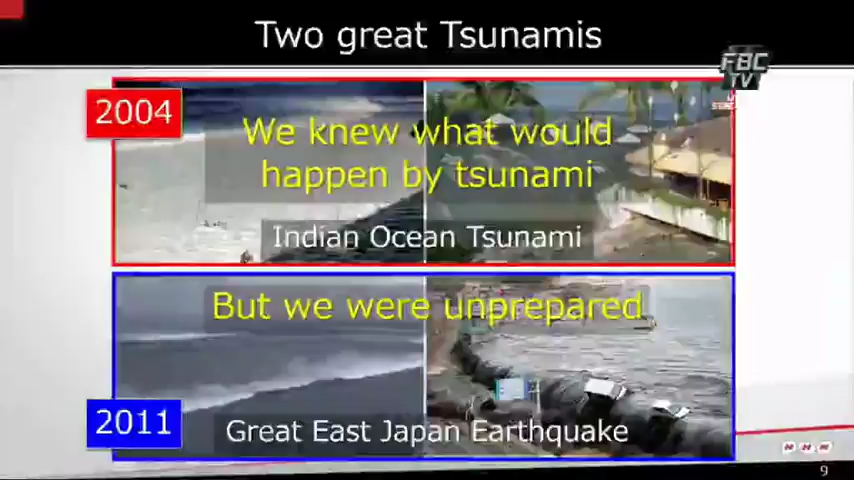 Two great Tsunamis
FBC
TV
2004
We knew what would
happen by tsunami
Indian Ocean Tsunami
But we were unprepared
2011
Great East Japan Earthquake
NHK
9